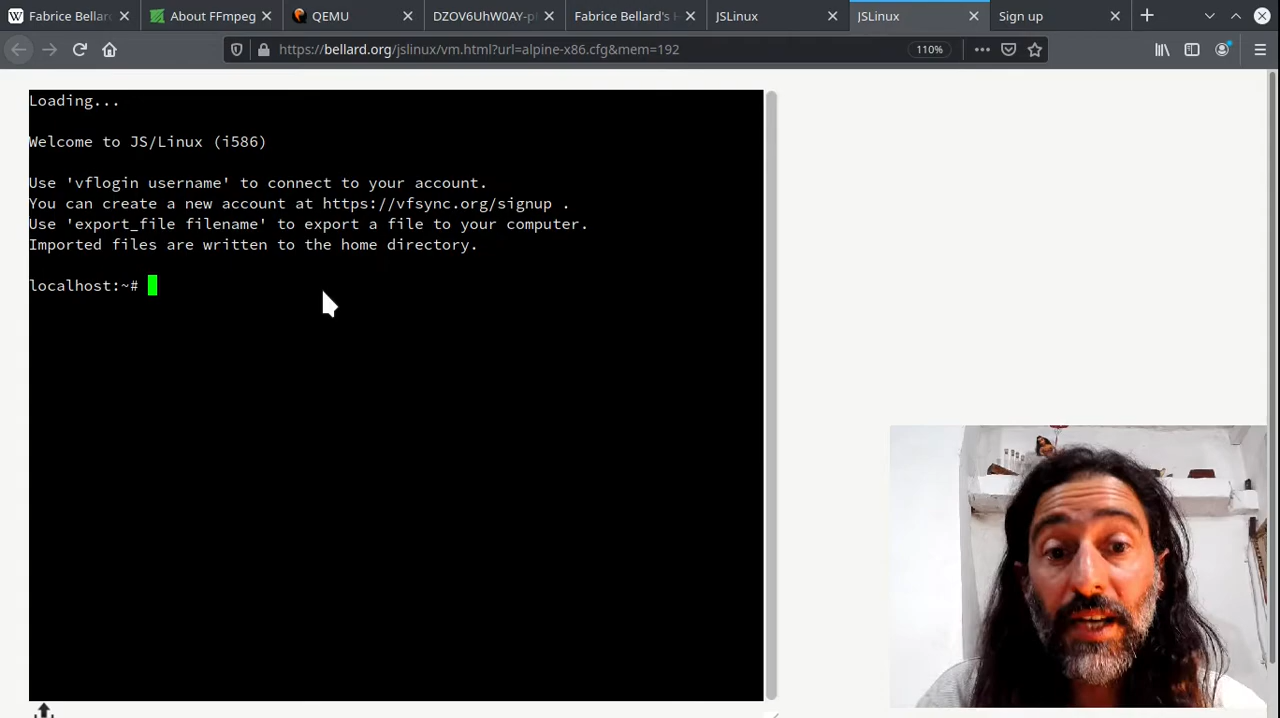 Fabrice Bellard
About FFmpeg
QEMU
DZOV6UhW0AY-p
Fabrice Bellard's H
JSLinux
JSLinux
Sign up
https://bellard.org/jslinux/vm.html?url=alpine-x86.cfg&mem=192
110%
Loading...
Welcome to JS/Linux (i586)
Use 'vflogin username' to connect to your account.
You can create a new account at https://vfsync.org/signup .
Use 'export_file filename' to export a file to your computer.
Imported files are written to the home directory.
localhost:~#